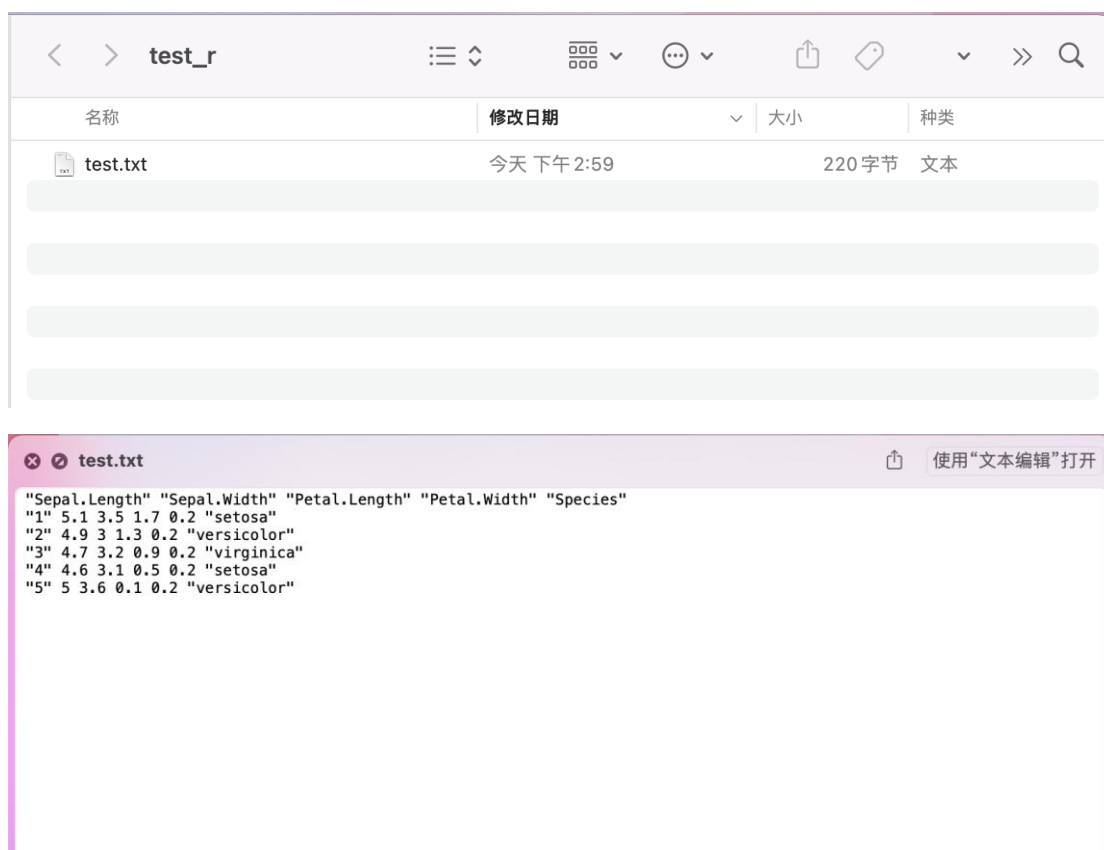 test_r
名称 修改日期 大小 种类
test.txt 今天 下午2:59 220字节 文本
test.txt 使用“文本编辑”打开
"Sepal.Length" "Sepal.Width" "Petal.Length" "Petal.Width" "Species"
"1" 5.1 3.5 1.7 0.2 "setosa"
"2" 4.9 3 1.3 0.2 "versicolor"
"3" 4.7 3.2 0.9 0.2 "virginica"
"4" 4.6 3.1 0.5 0.2 "setosa"
"5" 5 3.6 0.1 0.2 "versicolor"